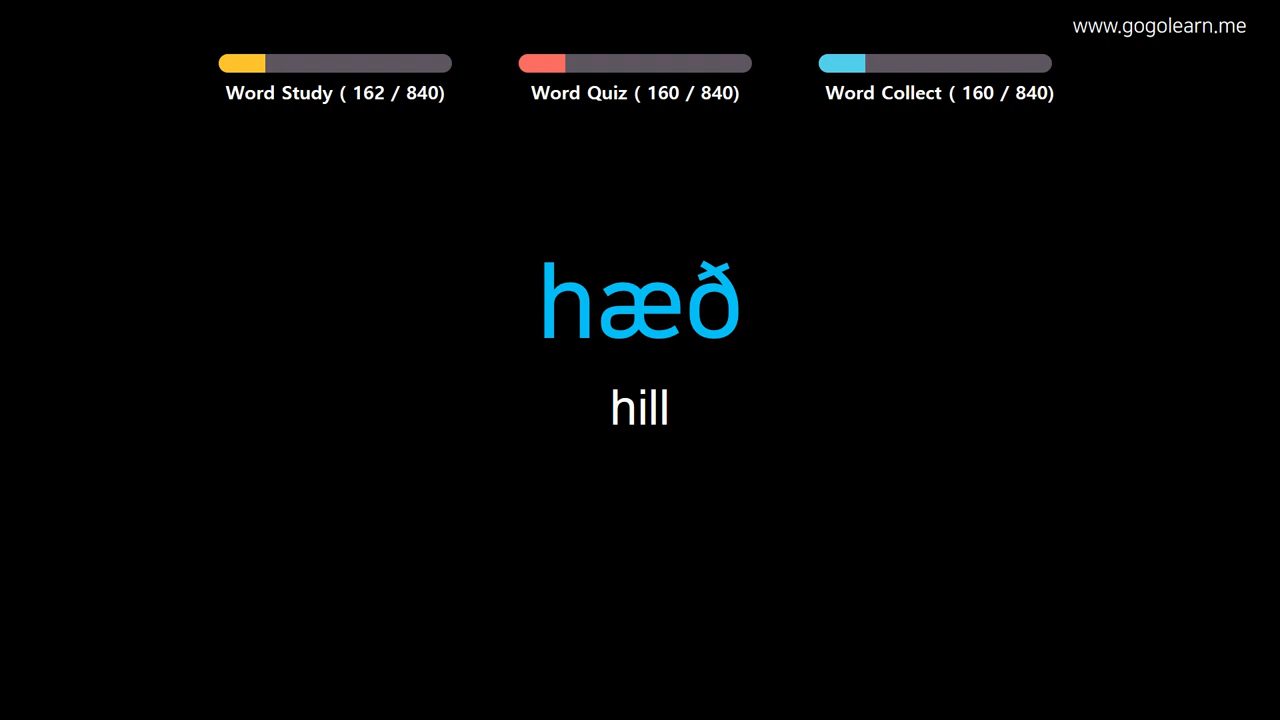 www.gogolearn.me
Word Study ( 162 / 840)
Word Quiz ( 160 / 840)
Word Collect ( 160 / 840)
hæð
hill